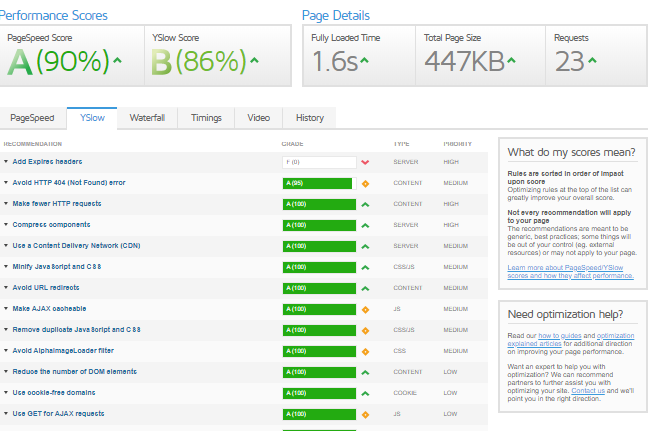 Performance Scores
Page Details
PageSpeed Score
A (90%)
YSlow Score
B (86%)
Fully Loaded Time
1.6s
Total Page Size
447KB
Requests
23
PageSpeed
YSlow
Waterfall
Timings
Video
History
RECOMMENDATION GRADE TYPE PRIORITY
Add Expires headers F (0) SERVER HIGH
Avoid HTTP 404 (Not Found) error A (95) CONTENT MEDIUM
Make fewer HTTP requests A (100) CONTENT HIGH
Compress components A (100) SERVER HIGH
Use a Content Delivery Network (CDN) A (100) SERVER MEDIUM
Minify JavaScript and CSS A (100) CSS/JS MEDIUM
Avoid URL redirects A (100) CONTENT MEDIUM
Make AJAX cacheable A (100) JS MEDIUM
Remove duplicate JavaScript and CSS A (100) CSS/JS MEDIUM
Avoid AlphaImageLoader filter A (100) CSS MEDIUM
Reduce the number of DOM elements A (100) CONTENT LOW
Use cookie-free domains A (100) COOKIE LOW
Use GET for AJAX requests A (100) JS LOW
What do my scores mean?
Rules are sorted in order of impact
upon score
Optimizing rules at the top of the list can
greatly improve your overall score.
Not every recommendation will apply
to your page
The recommendations are meant to be
generic, best practices; some things will
be out of your control (eg. external
resources) or may not apply to your page.
Learn more about PageSpeed/YSlow
scores and how they affect performance.
Need optimization help?
Read our how to guides and optimization
explained articles for additional direction
on improving your page performance.
Want an expert to help you with
optimization? We can recommend
partners to further assist you with
optimizing your site. Contact us and we'll
point you in the right direction.